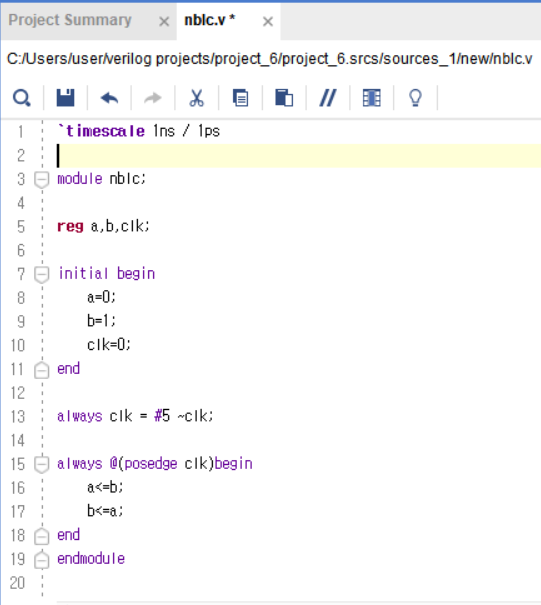 Project Summary × nblc.v * ×
C:/Users/user/verilog projects/project_6/project_6.srcs/sources_1/new/nblc.v
//
1 `timescale 1ns / 1ps
2
3 module nblc;
4
5 reg a,b,clk;
6
7 initial begin
8 a=0;
9 b=1;
10 clk=0;
11 end
12
13 always clk = #5 ~clk;
14
15 always @(posedge clk)begin
16 a<=b;
17 b<=a;
18 end
19 endmodule
20